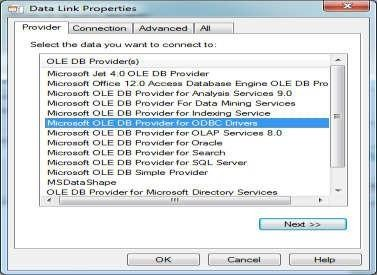 Data Link Properties
Provider Connection Advanced All
Select the data you want to connect to:
OLE DB Provider(s)
Microsoft Jet 4.0 OLE DB Provider
Microsoft Office 12.0 Access Database Engine OLE DB Pro
Microsoft OLE DB Provider for Analysis Services 9.0
Microsoft OLE DB Provider For Data Mining Services
Microsoft OLE DB Provider for Indexing Service
Microsoft OLE DB Provider for ODBC Drivers
Microsoft OLE DB Provider for OLAP Services 8.0
Microsoft OLE DB Provider for Oracle
Microsoft OLE DB Provider for Search
Microsoft OLE DB Provider for SQL Server
Microsoft OLE DB Simple Provider
MSDataShape
OLE DB Provider for Microsoft Directory Services
Next >>
OK Cancel Help